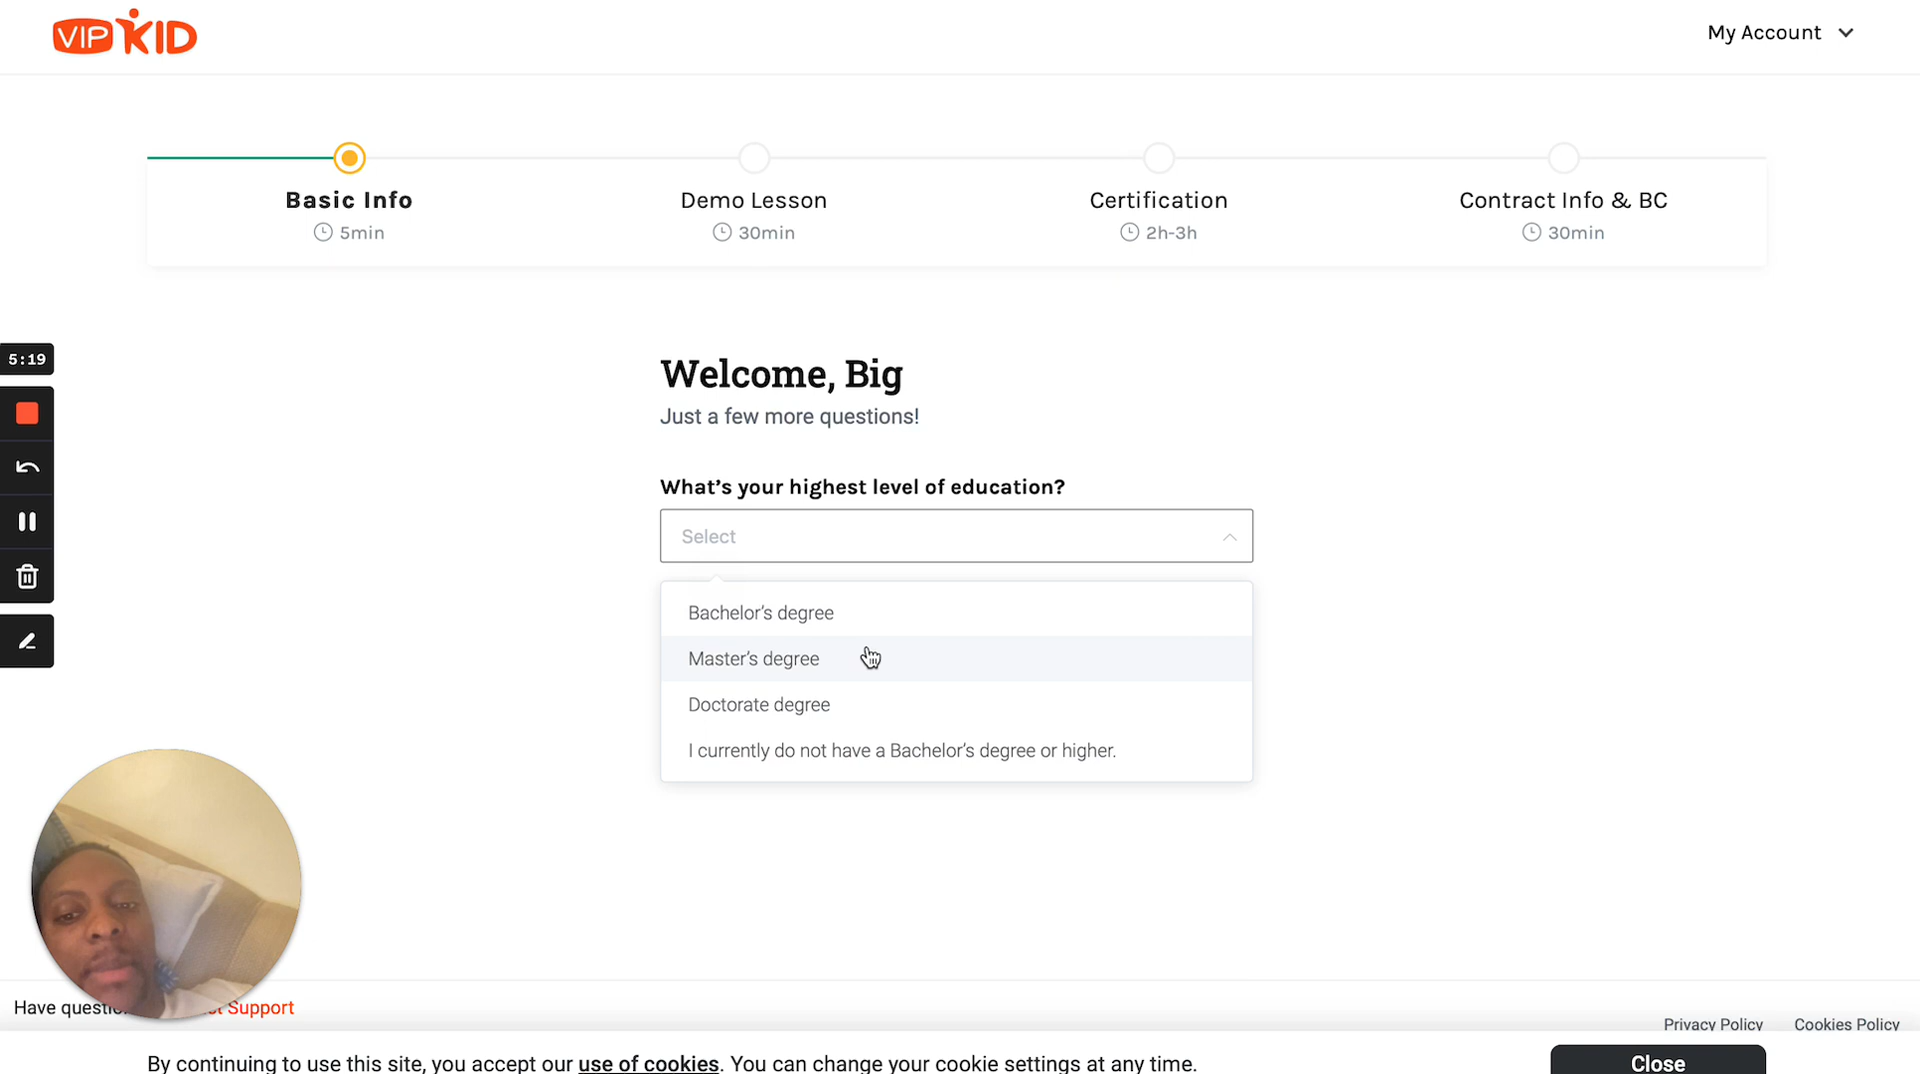 VIP KID
My Account
Basic Info
5min
Demo Lesson
30min
Certification
2h-3h
Contract Info & BC
30min
5:19
Welcome, Big
Just a few more questions!
What's your highest level of education?
Select
Bachelor's degree
Master's degree
Doctorate degree
I currently do not have a Bachelor's degree or higher.
Have Support
Privacy Policy
Cookies Policy
By continuing to use this site, you accept our use of cookies. You can change your cookie settings at any time.
Close